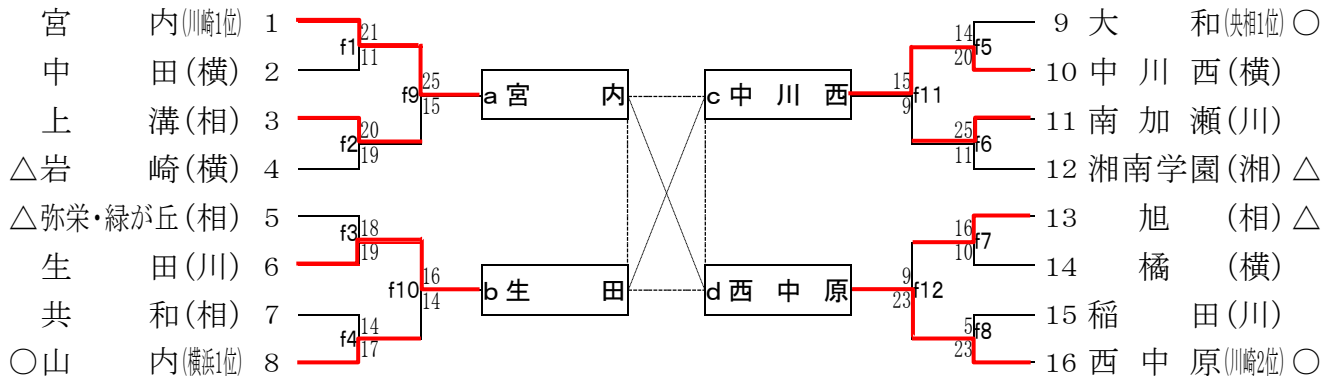 宮 内(川崎1位) 1
21
f1
11
中 田(横) 2
25
f9
15
a 宮 内
上 溝(相) 3
20
f2
19
△岩 崎(横) 4
△弥栄・緑が丘(相) 5
18
f3
19
生 田(川) 6
16
f10
14
b 生 田
共 和(相) 7
14
f4
17
○山 内(横浜1位) 8
9 大 和(央相1位) ○
14
f5
20
10 中 川 西(横)
c 中 川 西
15
f11
9
11 南 加 瀬(川)
25
f6
11
12 湘南学園(湘) △
13 旭 (相) △
16
f7
10
14 橘 (横)
d 西 中 原
9
f12
23
15 稲 田(川)
5
f8
23
16 西 中 原(川崎2位) ○